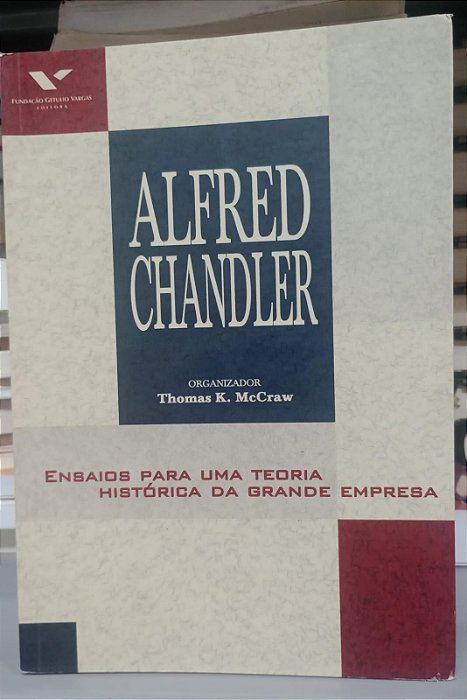 FUNDAÇÃO GETULIO VARGAS
EDITORA
ALFRED
CHANDLER
ORGANIZADOR
Thomas K. McCraw
ENSAIOS PARA UMA TEORIA
HISTÓRICA DA GRANDE EMPRESA